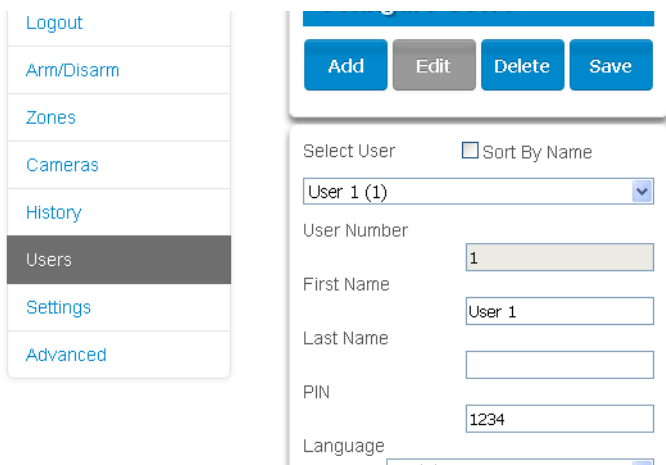 Logout
Arm/Disarm
Zones
Cameras
History
Users
Settings
Advanced
Add Edit Delete Save
Select User Sort By Name
User 1 (1)
User Number
1
First Name
User 1
Last Name
PIN
1234
Language